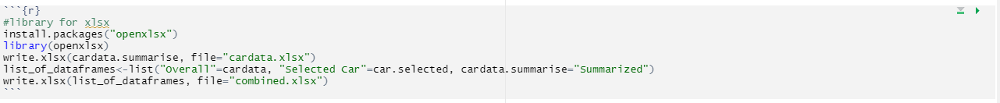 ```{r}
#library for xlsx
install.packages("openxlsx")
library(openxlsx)
write.xlsx(cardata.summarise, file="cardata.xlsx")
list_of_dataframes<-list("Overall"=cardata, "Selected Car"=car.selected, cardata.summarise="Summarized")
write.xlsx(list_of_dataframes, file="combined.xlsx")
```